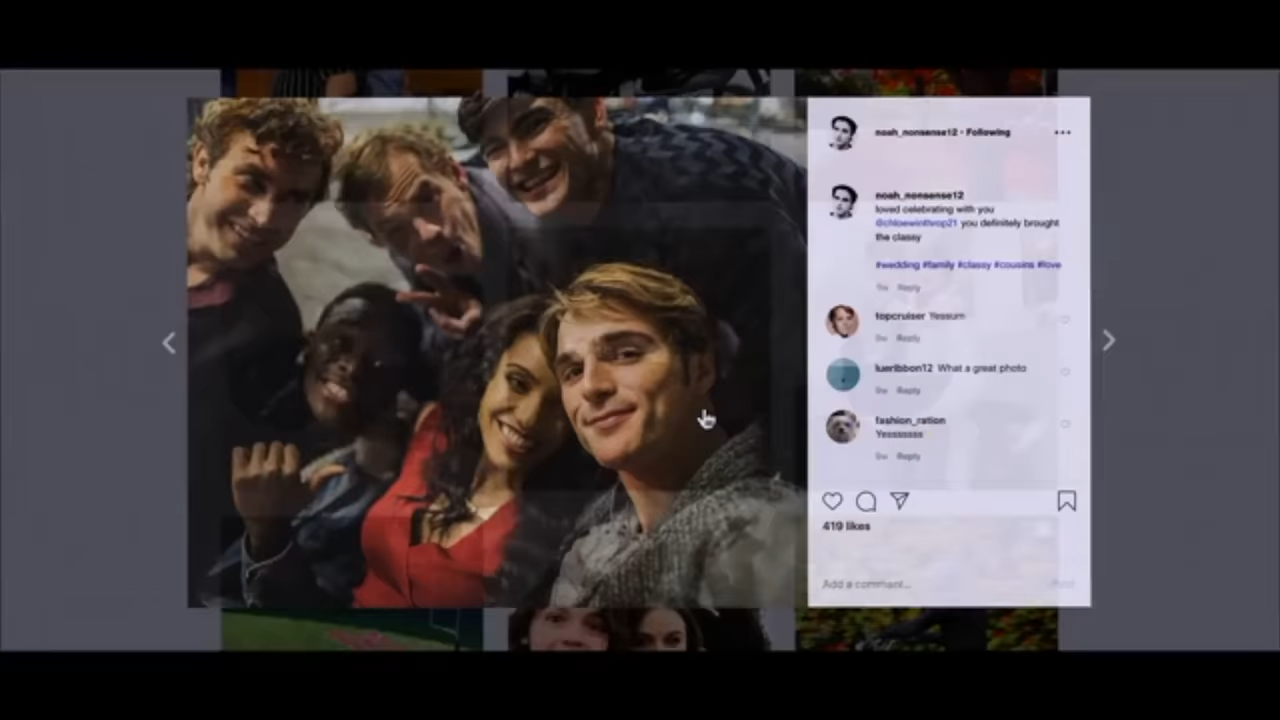 noah_nonsense12 • Following
noah_nonsense12
loved celebrating with you
@chloewinthrop21 you definitely brought
the classy
#wedding #family #classy #cousins #love
Reply
topcruiser Yessum
Reply
lueribbon12 What a great photo
Reply
fashion_ration
Yesssssss
Reply
419 likes
Add a comment...
Post